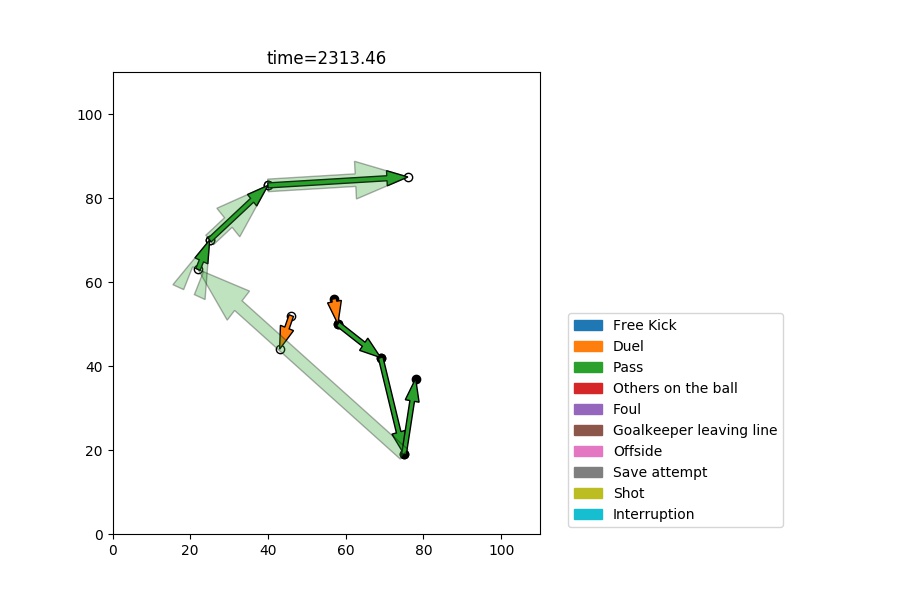 time=2313.46
100
80
60
40
20
0
0 20 40 60 80 100
Free Kick
Duel
Pass
Others on the ball
Foul
Goalkeeper leaving line
Offside
Save attempt
Shot
Interruption